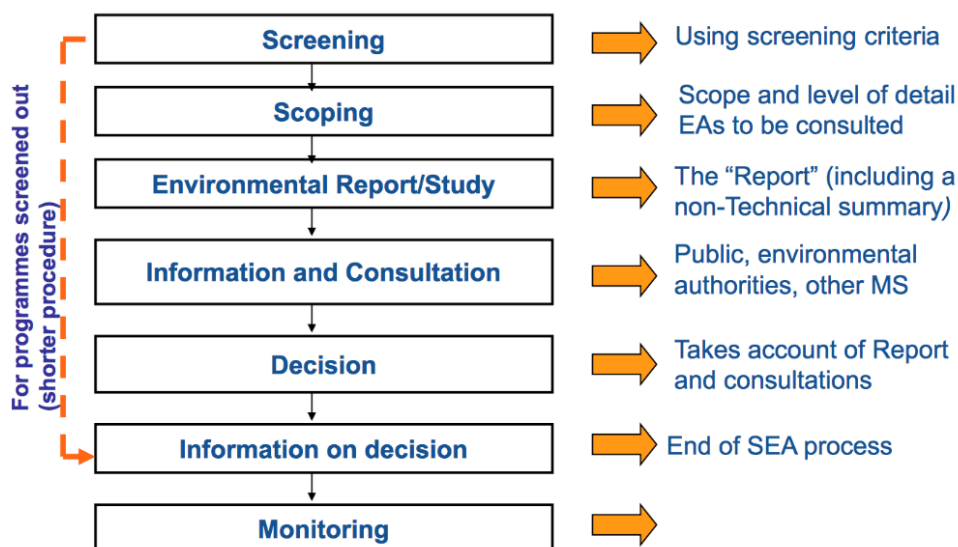 Screening
Using screening criteria
Scoping
Scope and level of detail
EAs to be consulted
Environmental Report/Study
The “Report” (including a
non-Technical summary)
Information and Consultation
Public, environmental
authorities, other MS
Decision
Takes account of Report
and consultations
Information on decision
End of SEA process
Monitoring
For programmes screened out
(shorter procedure)